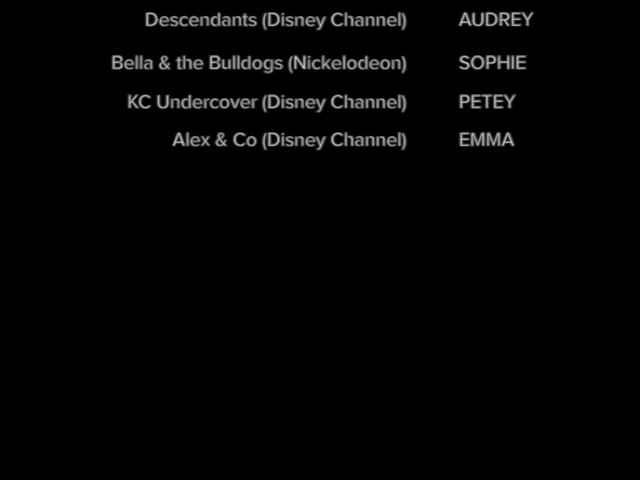 Descendants (Disney Channel) AUDREY
Bella & the Bulldogs (Nickelodeon) SOPHIE
KC Undercover (Disney Channel) PETEY
Alex & Co (Disney Channel) EMMA